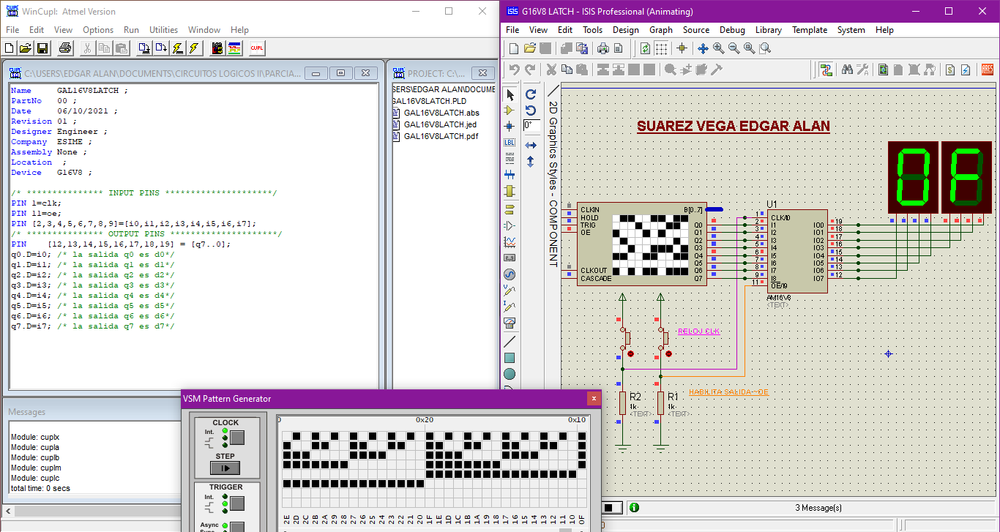 WinCupl: Atmel Version
File Edit View Options Run Utilities Window Help
C:\USERS\EDGAR ALAN\DOCUMENTS\CIRCUITOS LOGICOS II\PARCIA...
Name GAL16V8LATCH ;
PartNo 00 ;
Date 06/10/2021 ;
Revision 01 ;
Designer Engineer ;
Company ESIME ;
Assembly None ;
Location ;
Device G16V8 ;
/* *************** INPUT PINS *********************/
PIN 1=clk;
PIN 11=oe;
PIN [2,3,4,5,6,7,8,9]=[i0,i1,i2,i3,i4,i5,i6,i7];
/* *************** OUTPUT PINS **********************/
PIN [12,13,14,15,16,17,18,19] = [q7..0];
q0.D=i0; /* la salida q0 es d0*/
q1.D=i1; /* la salida q1 es d1*/
q2.D=i2; /* la salida q2 es d2*/
q3.D=i3; /* la salida q3 es d3*/
q4.D=i4; /* la salida q4 es d4*/
q5.D=i5; /* la salida q5 es d5*/
q6.D=i6; /* la salida q6 es d6*/
q7.D=i7; /* la salida q7 es d7*/
PROJECT: C:\...
SERS\EDGAR ALAN\DOCUME
GAL16V8LATCH.PLD
GAL16V8LATCH.abs
GAL16V8LATCH.jed
GAL16V8LATCH.pdf
Messages
Module: cuplx
Module: cupla
Module: cuplb
Module: cuplm
Module: cuplc
total time: 0 secs
VSM Pattern Generator
CLOCK
Int.
STEP
TRIGGER
Int.
Async
0x20
0x10
2E 2D 2C 2B 2A 29 28 27 26 25 24 23 22 21 20 1F 1E 1D 1C 1B 1A 19 18 17 16 15 14 13 12 11 10 0F
G16V8 LATCH - ISIS Professional (Animating)
File View Edit Tools Design Graph Source Debug Library Template System Help
ARES
LBL
0°
2D Graphics Styles - COMPONENT
SUAREZ VEGA EDGAR ALAN
0F
CLKIN
HOLD
TRIG
OE
CLKOUT
CASCADE
B[0..7]
Q0
Q1
Q2
Q3
Q4
Q5
Q6
Q7
U1
1 CLK/I0
2 I1
3 I2
4 I3
5 I4
6 I5
7 I6
8 I7
9 I8
11 OE/I9
IO0 19
IO1 18
IO2 17
IO3 16
IO4 15
IO5 14
IO6 13
IO7 12
AM16V8
<TEXT>
RELOJ CLK
HABILITA SALIDA ~OE
R2
1k
<TEXT>
R1
1k
<TEXT>
3 Message(s)